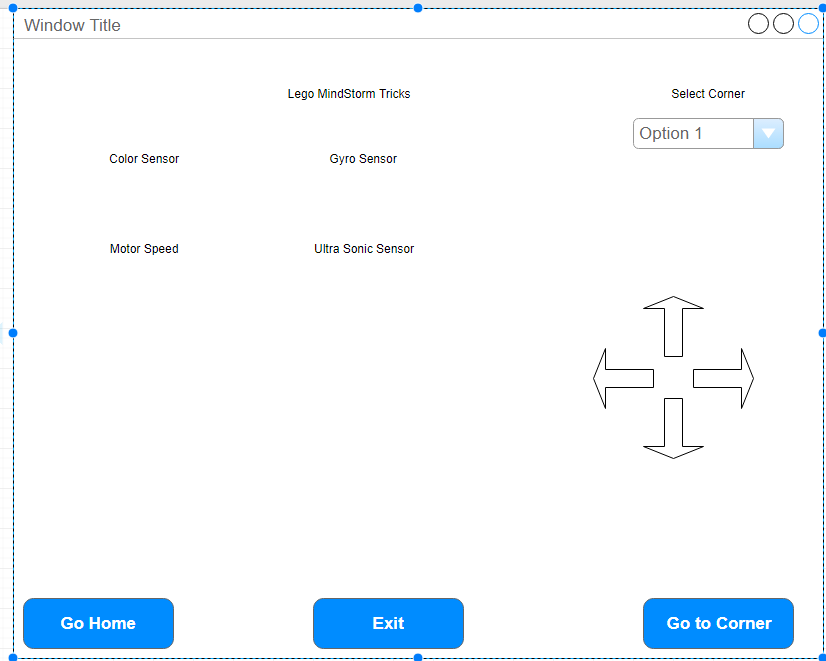 Window Title
Lego MindStorm Tricks
Select Corner
Option 1
Color Sensor
Gyro Sensor
Motor Speed
Ultra Sonic Sensor
Go Home
Exit
Go to Corner